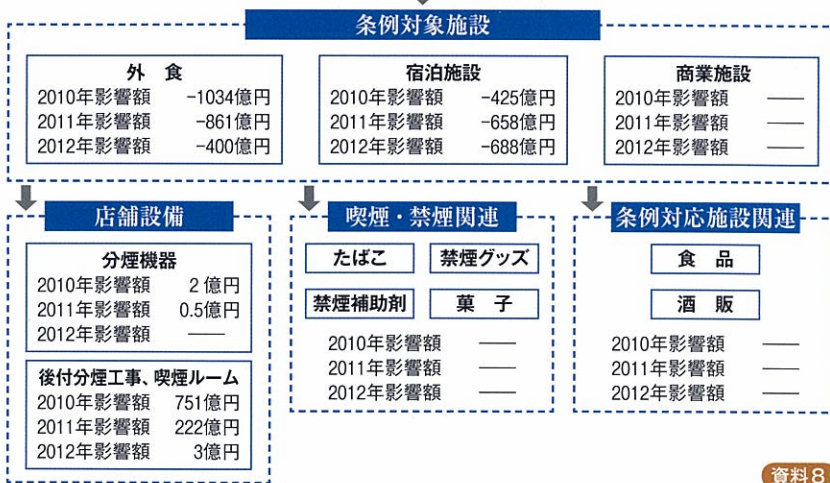 条例対象施設
外　食
2010年影響額　-1034億円
2011年影響額　-861億円
2012年影響額　-400億円
宿泊施設
2010年影響額　-425億円
2011年影響額　-658億円
2012年影響額　-688億円
商業施設
2010年影響額　——
2011年影響額　——
2012年影響額　——
店舗設備
分煙機器
2010年影響額　2億円
2011年影響額　0.5億円
2012年影響額　——
後付分煙工事、喫煙ルーム
2010年影響額　751億円
2011年影響額　222億円
2012年影響額　3億円
喫煙・禁煙関連
たばこ　禁煙グッズ
禁煙補助剤　菓　子
2010年影響額　——
2011年影響額　——
2012年影響額　——
条例対応施設関連
食　品
酒　販
2010年影響額　——
2011年影響額　——
2012年影響額　——
資料8